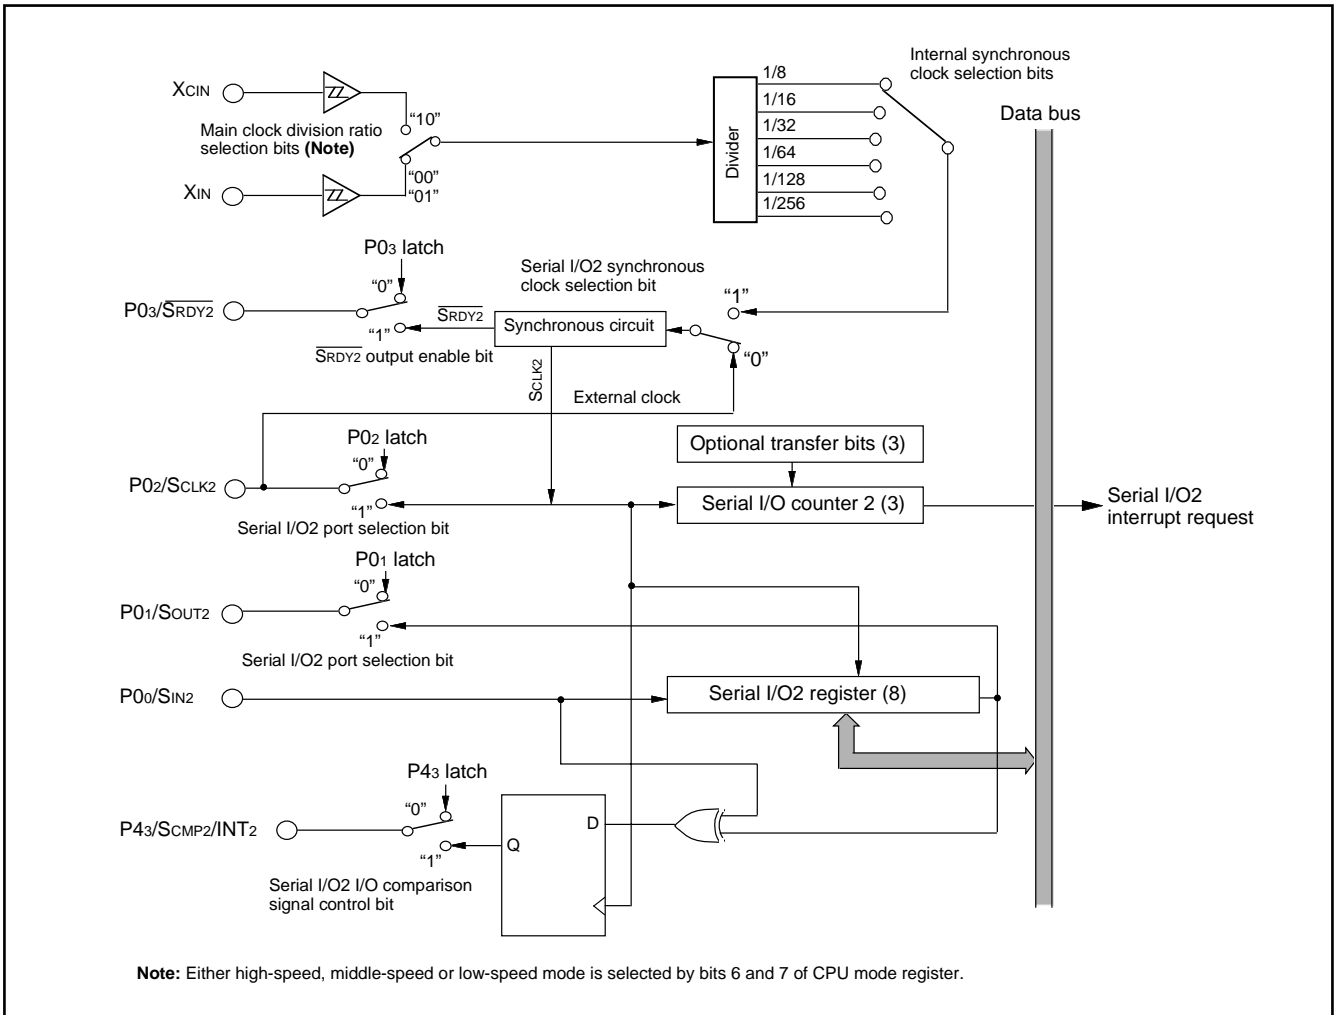 Internal synchronous
clock selection bits
XCIN
"10"
Main clock division ratio
selection bits (Note)
XIN
"00"
"01"
Divider
1/8
1/16
1/32
1/64
1/128
1/256
Data bus
P03 latch
"0"
P03/SRDY2
"1"
SRDY2
SRDY2 output enable bit
Serial I/O2 synchronous
clock selection bit
"1"
Synchronous circuit
"0"
SCLK2
External clock
P02 latch
"0"
P02/SCLK2
"1"
Serial I/O2 port selection bit
Optional transfer bits (3)
Serial I/O counter 2 (3)
Serial I/O2
interrupt request
P01 latch
"0"
P01/SOUT2
"1"
Serial I/O2 port selection bit
P00/SIN2
Serial I/O2 register (8)
P43 latch
"0"
P43/SCMP2/INT2
"1"
D
Q
Serial I/O2 I/O comparison
signal control bit
Note: Either high-speed, middle-speed or low-speed mode is selected by bits 6 and 7 of CPU mode register.